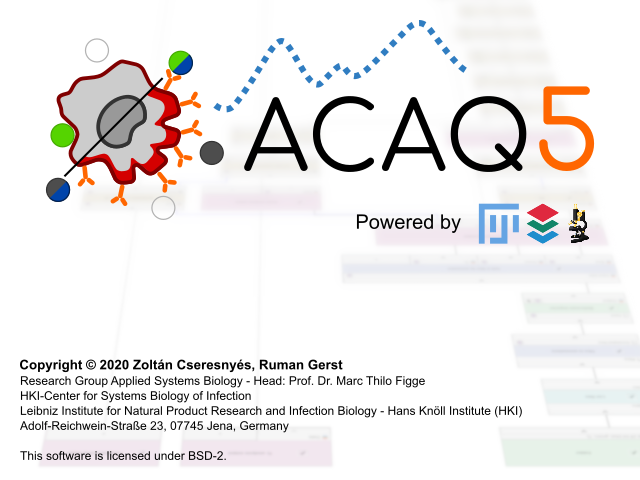 ACAQ5
Powered by
Copyright © 2020 Zoltán Cseresnyés, Ruman Gerst
Research Group Applied Systems Biology - Head: Prof. Dr. Marc Thilo Figge
HKI-Center for Systems Biology of Infection
Leibniz Institute for Natural Product Research and Infection Biology - Hans Knöll Institute (HKI)
Adolf-Reichwein-Straße 23, 07745 Jena, Germany
This software is licensed under BSD-2.